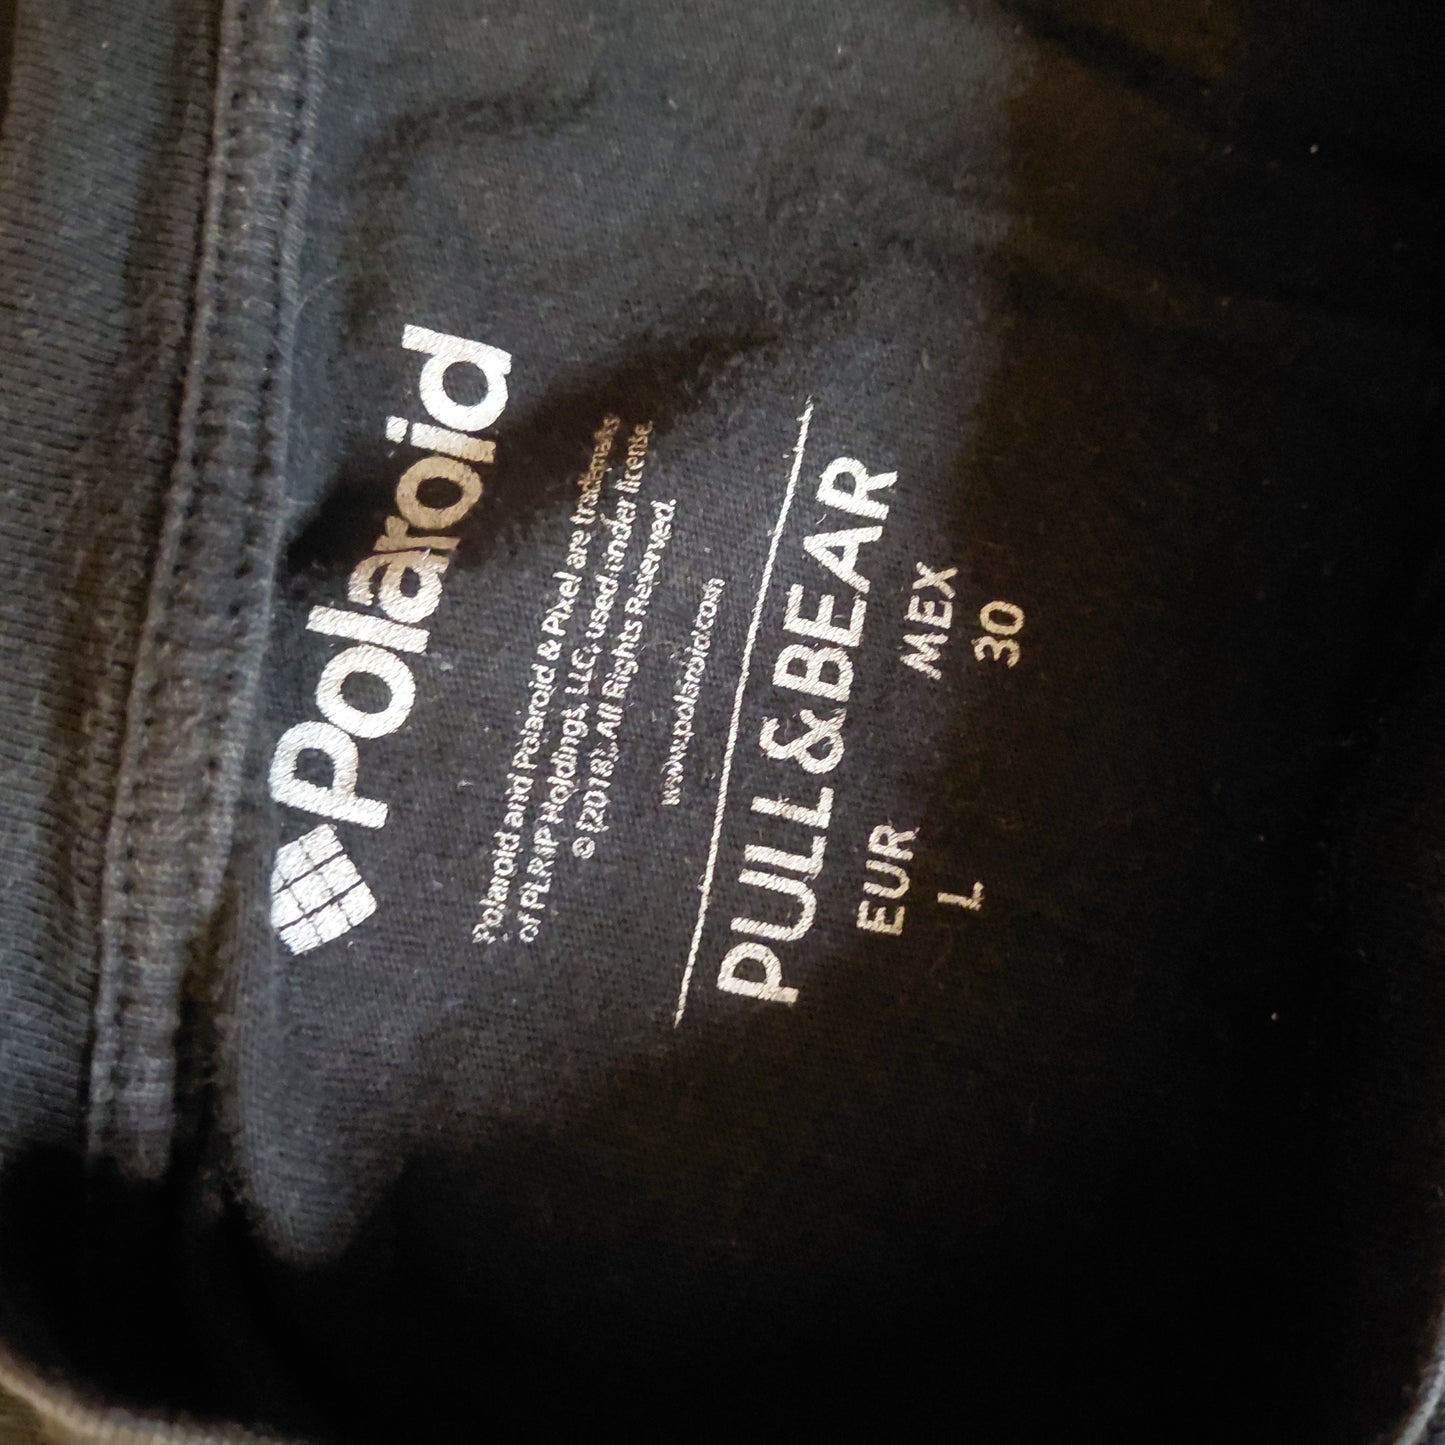 Polaroid
Polaroid and Polaroid & Pixel are trademarks
of PLR IP Holdings, LLC, used under license.
© (2018). All Rights Reserved.
www.polaroid.com
PULL&BEAR
EUR MEX
L 30